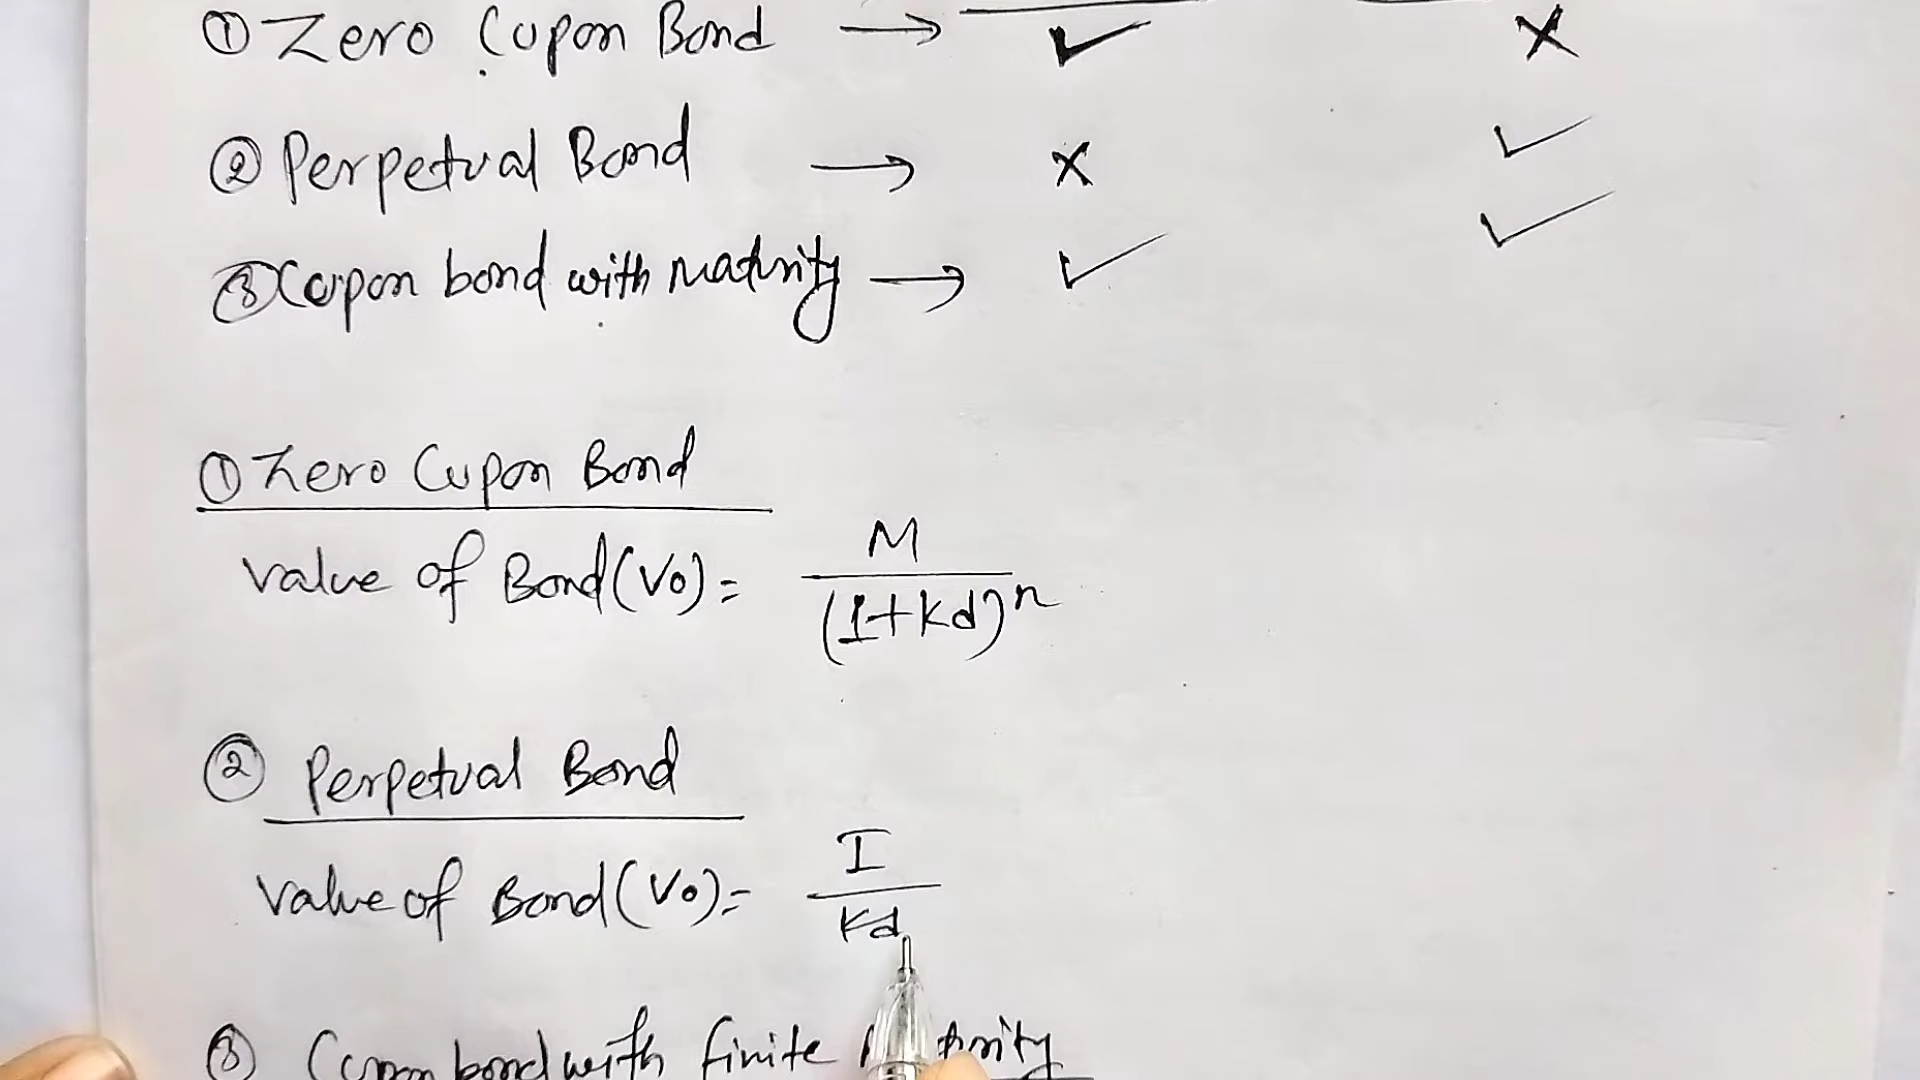 ① Zero Cupon Bond → ✓ ✗
② Perpetual Bond → ✗ ✓
③ Cupon bond with Maturity → ✓ ✓
① Zero Cupon Bond
Value of Bond (V0) = M / (1+kd)^n
② Perpetual Bond
Value of Bond (V0) = I / kd
③ Cupon bond with finite